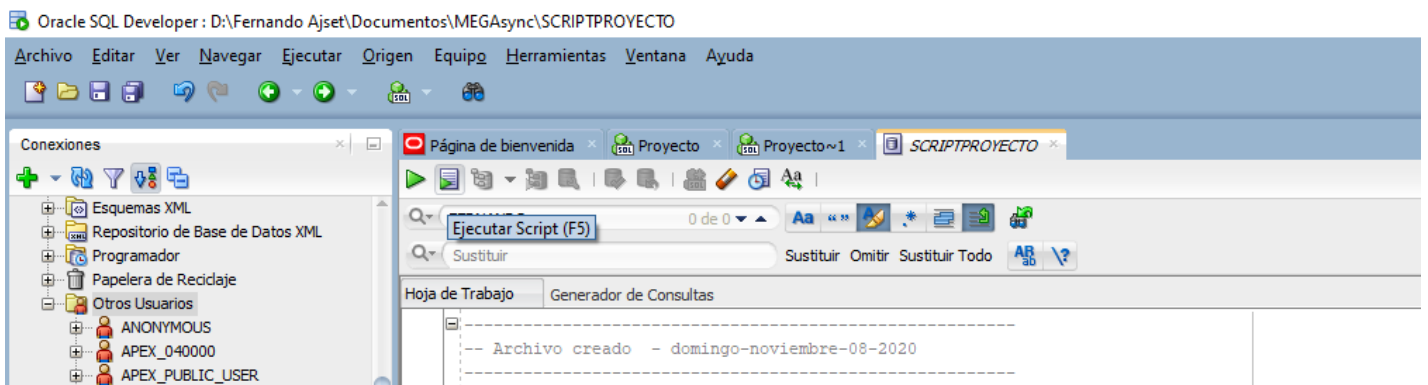 Oracle SQL Developer : D:\Fernando Ajset\Documentos\MEGAsync\SCRIPTPROYECTO
Archivo Editar Ver Navegar Ejecutar Origen Equipo Herramientas Ventana Ayuda
SQL
Conexiones
Página de bienvenida
Proyecto
Proyecto~1
SCRIPTPROYECTO
Esquemas XML
Repositorio de Base de Datos XML
Programador
Papelera de Reciclaje
Otros Usuarios
ANONYMOUS
APEX_040000
APEX_PUBLIC_USER
0 de 0
Aa “” .*
Ejecutar Script (F5)
Sustituir
Sustituir Omitir Sustituir Todo
Hoja de Trabajo Generador de Consultas
-- Archivo creado - domingo-noviembre-08-2020